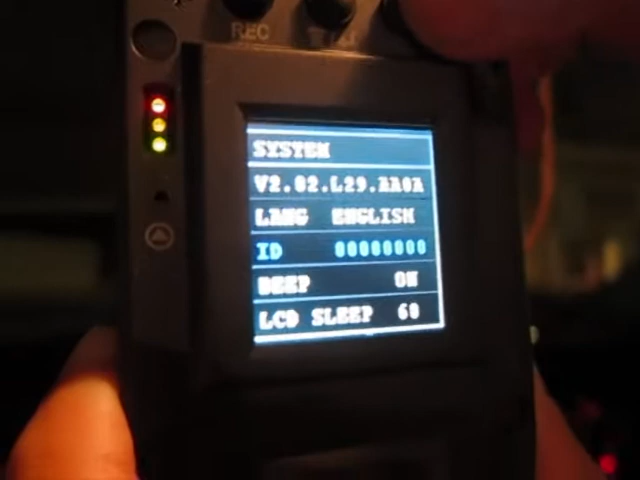 REC
SYSTEM
V2.02.L29.AA0A
LANG ENGLISH
ID 00000000
BEEP ON
LCD SLEEP 60